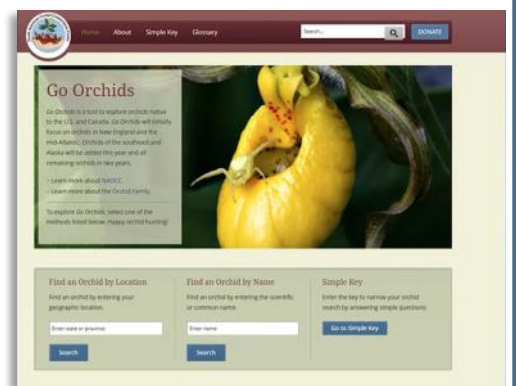 Home About Simple Key Glossary
Search...
DONATE
Go Orchids
Go Orchids is a tool to explore orchids native
to the U.S. and Canada. Go Orchids will initially
focus on orchids in New England and the
mid-Atlantic. Orchids of the southeast and
Alaska will be added this year and all
remaining orchids in two years.
– Learn more about NAOCC.
– Learn more about the Orchid Family.
To explore Go Orchids, select one of the
methods listed below. Happy orchid hunting!
Find an Orchid by Location
Find an orchid by entering your
geographic location.
Enter state or province
Search
Find an Orchid by Name
Find an orchid by entering the scientific
or common name.
Enter name
Search
Simple Key
Enter the key to narrow your orchid
search by answering simple questions.
Go to Simple Key